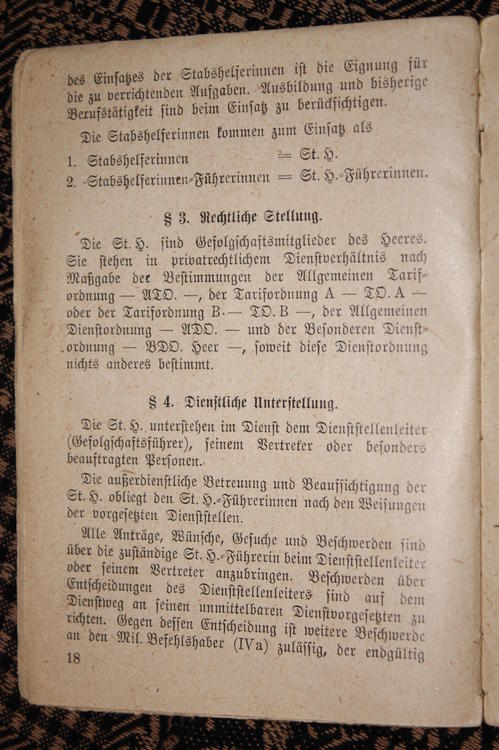 des Einsatzes der Stabshelferinnen ist die Eignung für
die zu verrichtenden Aufgaben. Ausbildung und bisherige
Berufstätigkeit sind beim Einsatz zu berücksichtigen.
Die Stabshelferinnen kommen zum Einsatz als
1. Stabshelferinnen = St. H.
2. Stabshelferinnen-Führerinnen = St. H.-Führerinnen.
§ 3. Rechtliche Stellung.
Die St. H. sind Gefolgschaftsmitglieder des Heeres.
Sie stehen in privatrechtlichem Dienstverhältnis nach
Maßgabe der Bestimmungen der Allgemeinen Tarif-
ordnung — ATO. —, der Tarifordnung A — TO. A —
oder der Tarifordnung B — TO. B —, der Allgemeinen
Dienstordnung — ADO. — und der Besonderen Dienst-
ordnung — BDO. Heer —, soweit diese Dienstordnung
nichts anderes bestimmt.
§ 4. Dienstliche Unterstellung.
Die St. H. unterstehen im Dienst dem Dienststellenleiter
(Gefolgschaftsführer), seinem Vertreter oder besonders
beauftragten Personen.
Die außerdienstliche Betreuung und Beaufsichtigung der
St. H. obliegt den St. H.-Führerinnen nach den Weisungen
der vorgesetzten Dienststellen.
Alle Anträge, Wünsche, Gesuche und Beschwerden sind
über die zuständige St. H.-Führerin beim Dienststellenleiter
oder seinem Vertreter anzubringen. Beschwerden über
Entscheidungen des Dienststellenleiters sind auf dem
Dienstweg an seinen unmittelbaren Dienstvorgesetzten zu
richten. Gegen dessen Entscheidung ist weitere Beschwerde
an den Mil. Befehlshaber (IVa) zulässig, der endgültig
18